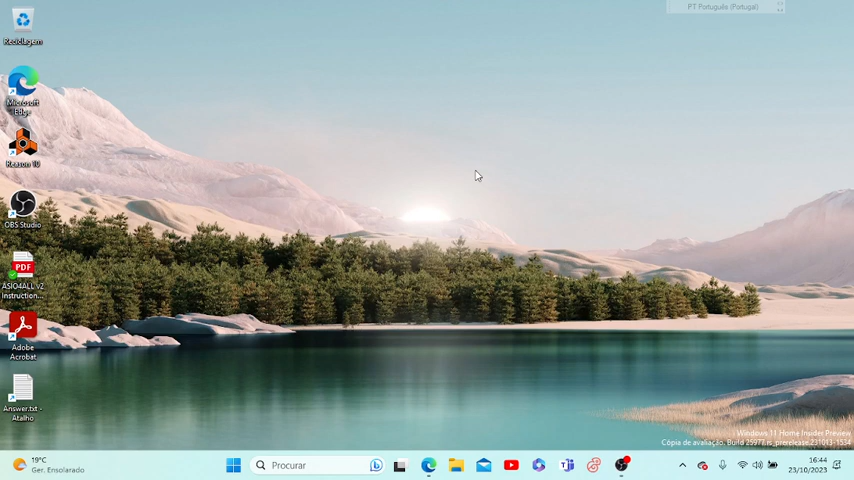 PT Português (Portugal)
Reciclagem
Microsoft
Edge
Reason 10
OBS Studio
PDF
ASIO4ALL v2
Instruction...
Adobe
Acrobat
Answer.txt -
Atalho
Windows 11 Home Insider Preview
Cópia de avaliação. Build 25977.rs_prerelease.231013-1534
19°C
Ger. Ensolarado
Procurar
16:44
23/10/2023